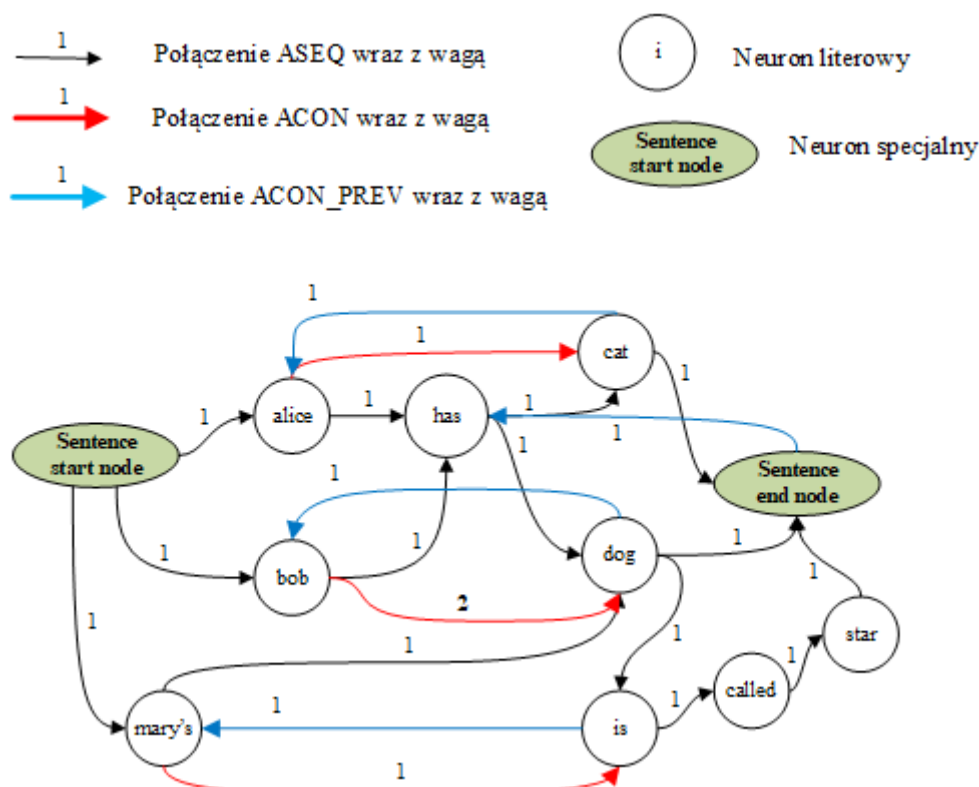 1
Połączenie ASEQ wraz z wagą
i
Neuron literowy
1
Połączenie ACON wraz z wagą
Sentence
start node
Neuron specjalny
1
Połączenie ACON_PREV wraz z wagą
1
1
cat
1
1
alice
1
has
1
1
1
Sentence
start node
1
Sentence
end node
1
1
bob
1
dog
1
2
1
1
1
1
star
1
called
mary's
1
is
1
1